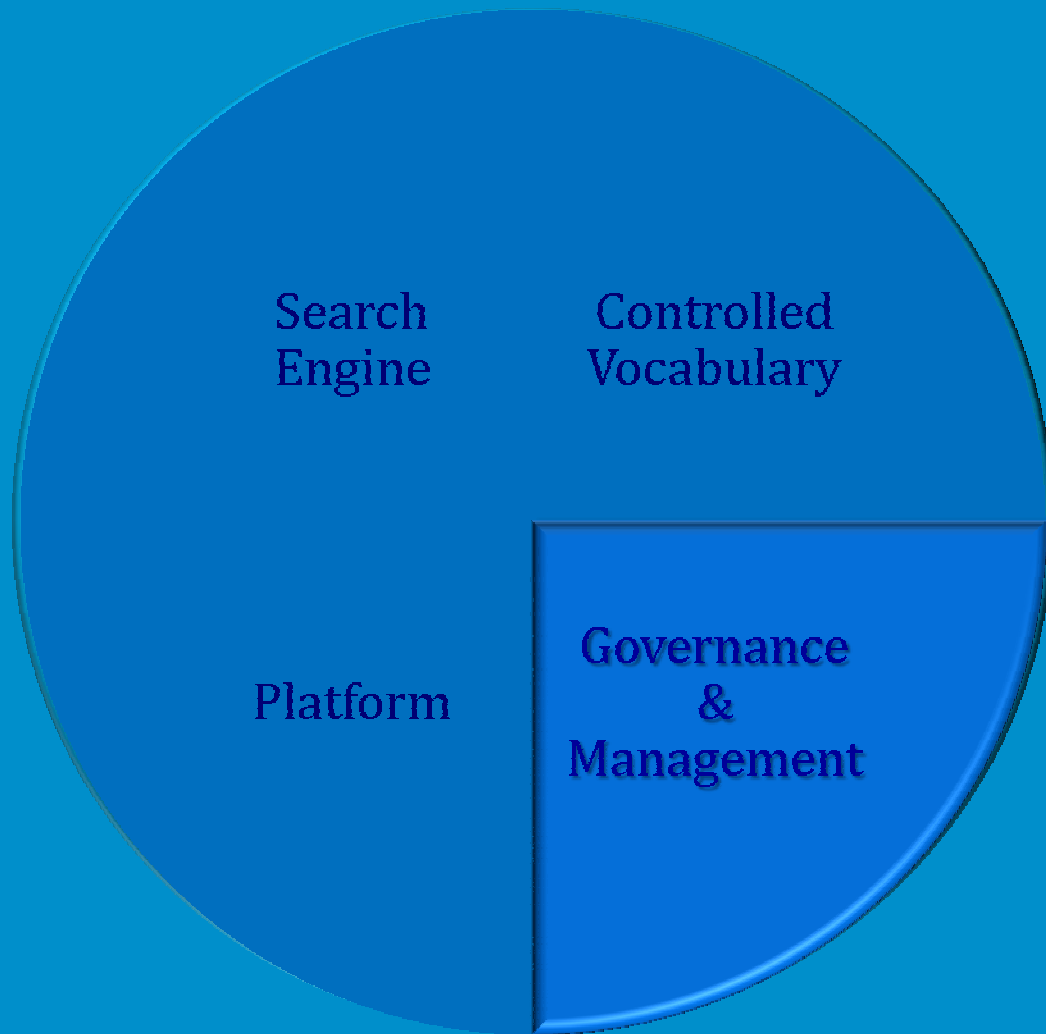 Search
Engine
Controlled
Vocabulary
Platform
Governance
&
Management